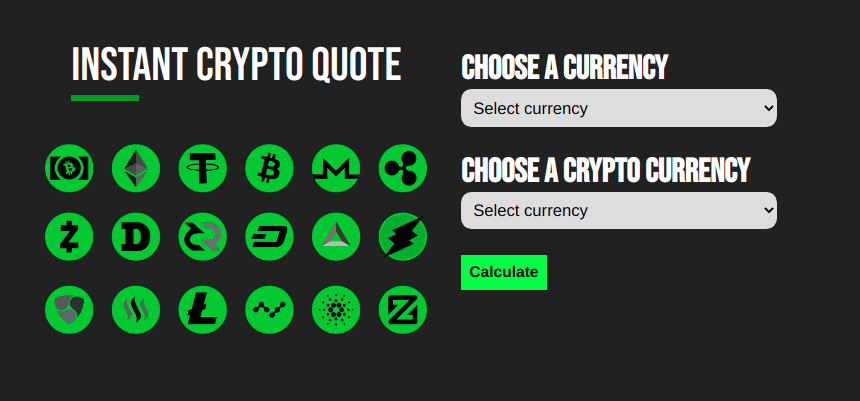 INSTANT CRYPTO QUOTE
CHOOSE A CURRENCY
Select currency
CHOOSE A CRYPTO CURRENCY
Select currency
Calculate